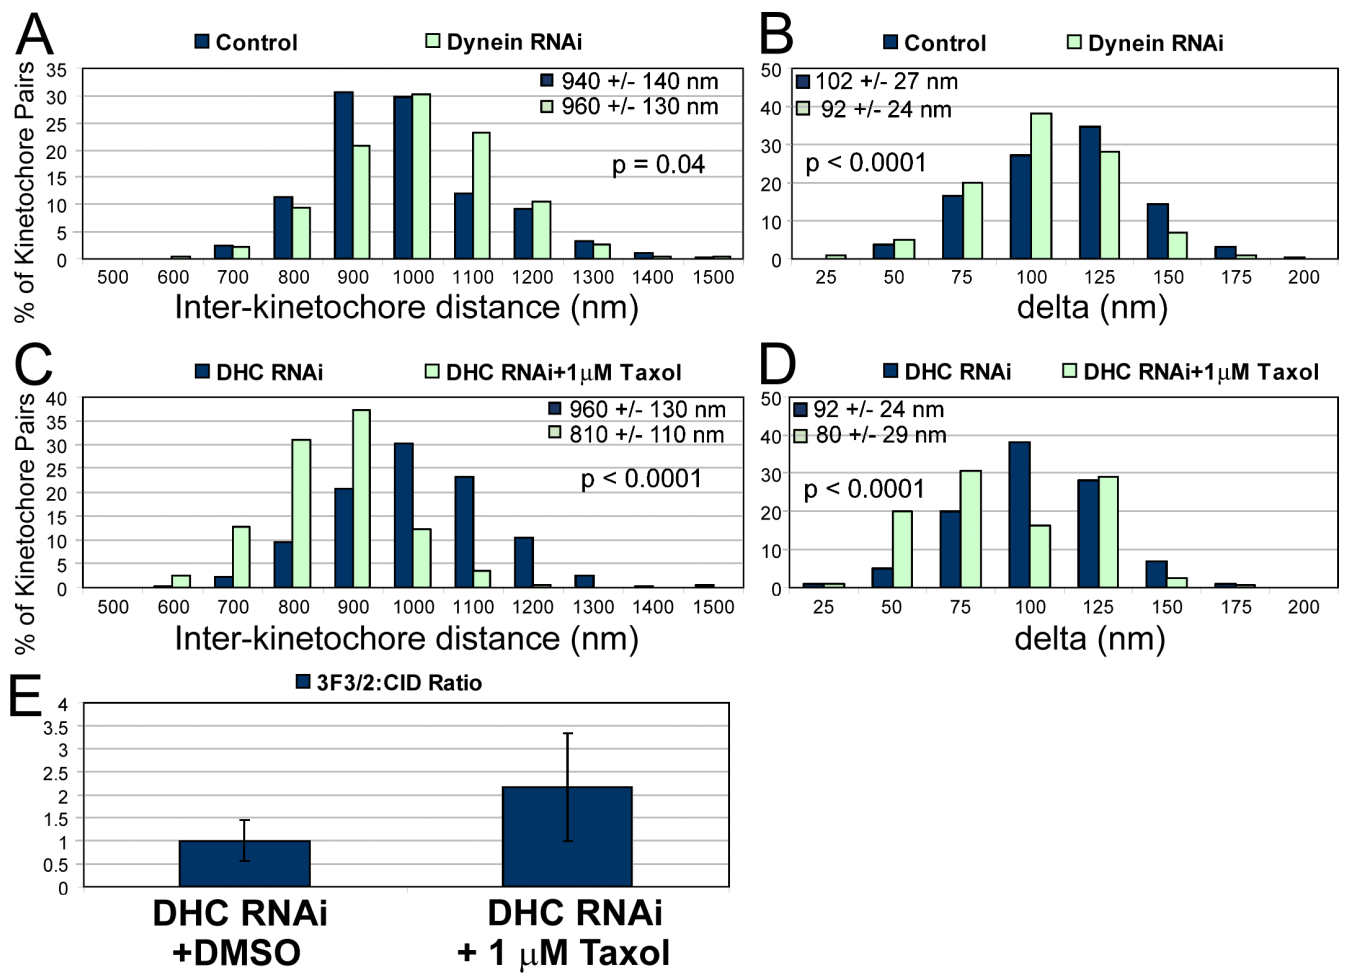 A
Control
Dynein RNAi
% of Kinetochore Pairs
35
30
25
20
15
10
5
0
940 +/- 140 nm
960 +/- 130 nm
p = 0.04
500 600 700 800 900 1000 1100 1200 1300 1400 1500
Inter-kinetochore distance (nm)
B
Control
Dynein RNAi
50
40
30
20
10
0
102 +/- 27 nm
92 +/- 24 nm
p < 0.0001
25 50 75 100 125 150 175 200
delta (nm)
C
DHC RNAi
DHC RNAi+1μM Taxol
% of Kinetochore Pairs
40
35
30
25
20
15
10
5
0
960 +/- 130 nm
810 +/- 110 nm
p < 0.0001
500 600 700 800 900 1000 1100 1200 1300 1400 1500
Inter-kinetochore distance (nm)
D
DHC RNAi
DHC RNAi+1μM Taxol
50
40
30
20
10
0
92 +/- 24 nm
80 +/- 29 nm
p < 0.0001
25 50 75 100 125 150 175 200
delta (nm)
E
3F3/2:CID Ratio
4
3.5
3
2.5
2
1.5
1
0.5
0
DHC RNAi
+DMSO
DHC RNAi
+ 1 μM Taxol